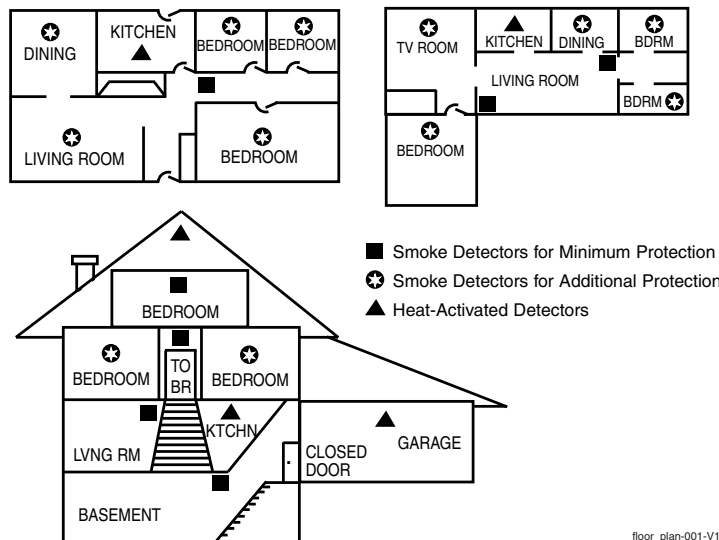 DINING
KITCHEN
BEDROOM
BEDROOM
LIVING ROOM
BEDROOM
TV ROOM
KITCHEN
DINING
BDRM
LIVING ROOM
BDRM
BEDROOM
Smoke Detectors for Minimum Protection
Smoke Detectors for Additional Protection
Heat-Activated Detectors
BEDROOM
BEDROOM
TO
BR
BEDROOM
LVNG RM
KTCHN
CLOSED
DOOR
GARAGE
BASEMENT
floor_plan-001-V1